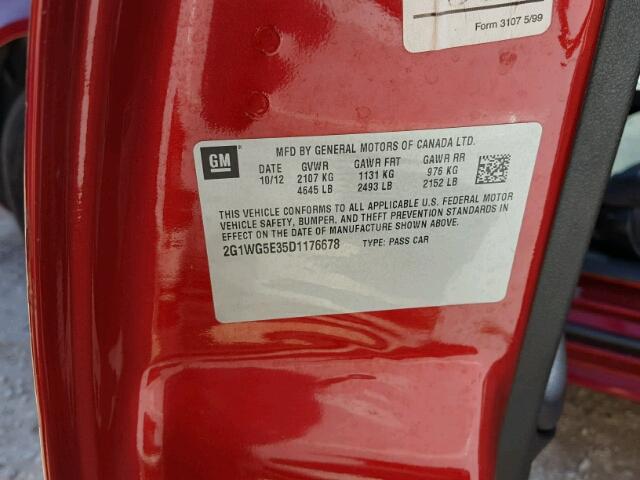 Form 3107 5/99
GM
MFD BY GENERAL MOTORS OF CANADA LTD.
DATE GVWR GAWR FRT GAWR RR
10/12 2107 KG 1131 KG 976 KG
4645 LB 2493 LB 2152 LB
THIS VEHICLE CONFORMS TO ALL APPLICABLE U.S. FEDERAL MOTOR
VEHICLE SAFETY, BUMPER, AND THEFT PREVENTION STANDARDS IN
EFFECT ON THE DATE OF MANUFACTURE SHOWN ABOVE.
2G1WG5E35D1176678 TYPE: PASS CAR